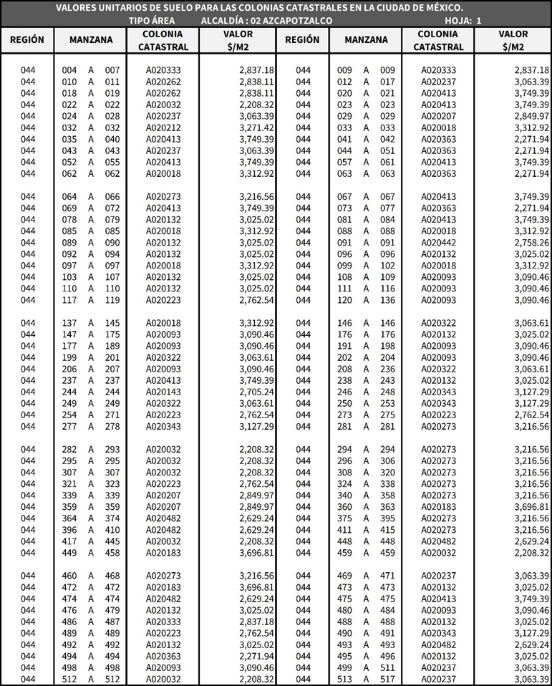 VALORES UNITARIOS DE SUELO PARA LAS COLONIAS CATASTRALES EN LA CIUDAD DE MÉXICO.
TIPO ÁREA ALCALDÍA : 02 AZCAPOTZALCO HOJA: 1
REGIÓN MANZANA COLONIA CATASTRAL VALOR $/M2 REGIÓN MANZANA COLONIA CATASTRAL VALOR $/M2
044 004 A 007 A020333 2,837.18 044 009 A 009 A020333 2,837.18
044 010 A 011 A020262 2,838.11 044 012 A 017 A020237 3,063.39
044 018 A 019 A020262 2,838.11 044 020 A 021 A020413 3,749.39
044 022 A 022 A020032 2,208.32 044 023 A 023 A020413 3,749.39
044 024 A 028 A020237 3,063.39 044 029 A 029 A020207 2,849.97
044 032 A 032 A020212 3,271.42 044 033 A 033 A020018 3,312.92
044 035 A 040 A020413 3,749.39 044 041 A 042 A020363 2,271.94
044 043 A 043 A020237 3,063.39 044 044 A 051 A020363 2,271.94
044 052 A 055 A020413 3,749.39 044 057 A 061 A020413 3,749.39
044 062 A 062 A020018 3,312.92 044 063 A 063 A020363 2,271.94
044 064 A 066 A020273 3,216.56 044 067 A 067 A020413 3,749.39
044 069 A 072 A020413 3,749.39 044 073 A 077 A020363 2,271.94
044 078 A 079 A020132 3,025.02 044 081 A 084 A020413 3,749.39
044 085 A 085 A020018 3,312.92 044 088 A 088 A020018 3,312.92
044 089 A 090 A020132 3,025.02 044 091 A 091 A020442 2,758.26
044 092 A 094 A020132 3,025.02 044 096 A 096 A020132 3,025.02
044 097 A 097 A020018 3,312.92 044 099 A 102 A020018 3,312.92
044 103 A 107 A020132 3,025.02 044 108 A 109 A020093 3,090.46
044 110 A 110 A020132 3,025.02 044 111 A 116 A020093 3,090.46
044 117 A 119 A020223 2,762.54 044 120 A 136 A020093 3,090.46
044 137 A 145 A020018 3,312.92 044 146 A 146 A020322 3,063.61
044 147 A 175 A020093 3,090.46 044 176 A 176 A020132 3,025.02
044 177 A 189 A020093 3,090.46 044 191 A 198 A020093 3,090.46
044 199 A 201 A020322 3,063.61 044 202 A 204 A020093 3,090.46
044 206 A 207 A020093 3,090.46 044 208 A 236 A020322 3,063.61
044 237 A 237 A020413 3,749.39 044 238 A 243 A020132 3,025.02
044 244 A 244 A020143 2,705.24 044 246 A 248 A020343 3,127.29
044 249 A 249 A020322 3,063.61 044 250 A 253 A020343 3,127.29
044 254 A 271 A020223 2,762.54 044 273 A 275 A020223 2,762.54
044 277 A 278 A020343 3,127.29 044 281 A 281 A020273 3,216.56
044 282 A 293 A020032 2,208.32 044 294 A 294 A020273 3,216.56
044 295 A 295 A020032 2,208.32 044 296 A 306 A020273 3,216.56
044 307 A 307 A020032 2,208.32 044 308 A 320 A020273 3,216.56
044 321 A 323 A020223 2,762.54 044 324 A 338 A020273 3,216.56
044 339 A 339 A020207 2,849.97 044 340 A 358 A020273 3,216.56
044 359 A 359 A020207 2,849.97 044 360 A 363 A020183 3,696.81
044 364 A 374 A020482 2,629.24 044 375 A 395 A020273 3,216.56
044 396 A 410 A020482 2,629.24 044 411 A 415 A020273 3,216.56
044 417 A 445 A020032 2,208.32 044 448 A 448 A020482 2,629.24
044 449 A 458 A020183 3,696.81 044 459 A 459 A020032 2,208.32
044 460 A 468 A020273 3,216.56 044 469 A 471 A020237 3,063.39
044 472 A 472 A020183 3,696.81 044 473 A 473 A020132 3,025.02
044 474 A 474 A020482 2,629.24 044 475 A 475 A020413 3,749.39
044 476 A 479 A020132 3,025.02 044 480 A 484 A020093 3,090.46
044 486 A 487 A020333 2,837.18 044 488 A 488 A020132 3,025.02
044 489 A 489 A020223 2,762.54 044 490 A 491 A020343 3,127.29
044 492 A 492 A020132 3,025.02 044 493 A 493 A020482 2,629.24
044 494 A 494 A020363 2,271.94 044 495 A 496 A020132 3,025.02
044 498 A 498 A020093 3,090.46 044 499 A 511 A020237 3,063.39
044 512 A 512 A020032 2,208.32 044 513 A 517 A020237 3,063.39